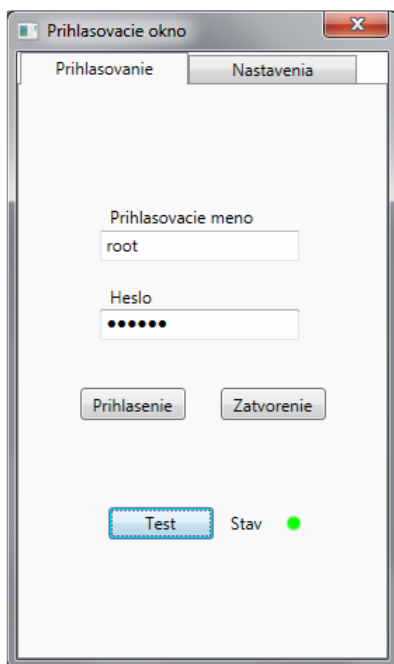 Prihlasovacie okno
Prihlasovanie Nastavenia
Prihlasovacie meno
root
Heslo
••••••
Prihlasenie Zatvorenie
Test Stav